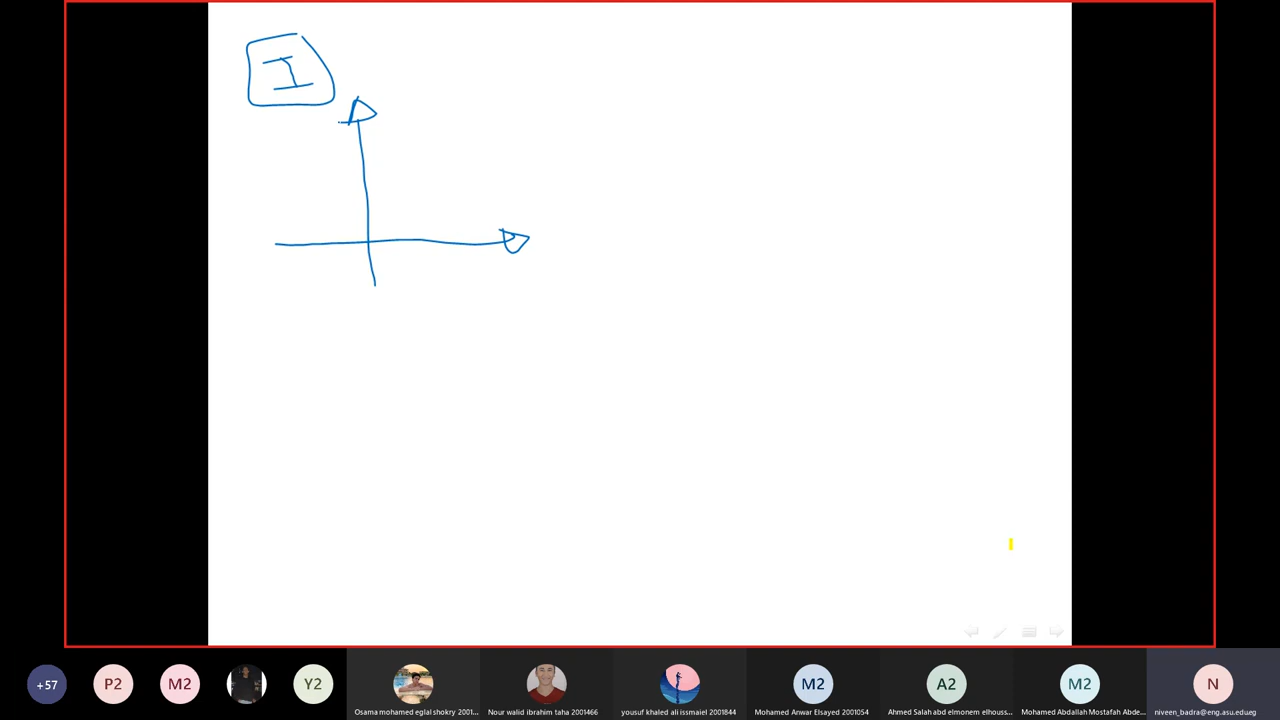 I
+57
P2
M2
Y2
Osama mohamed eglal shokry 2001...
Nour walid ibrahim taha 2001466
yousuf khaled ali issmaiel 2001844
M2
Mohamed Anwar Elsayed 2001054
A2
Ahmed Salah abd elmonem elhouss...
M2
Mohamed Abdallah Mostafah Abde...
N
niveen_badra@eng.asu.edueg